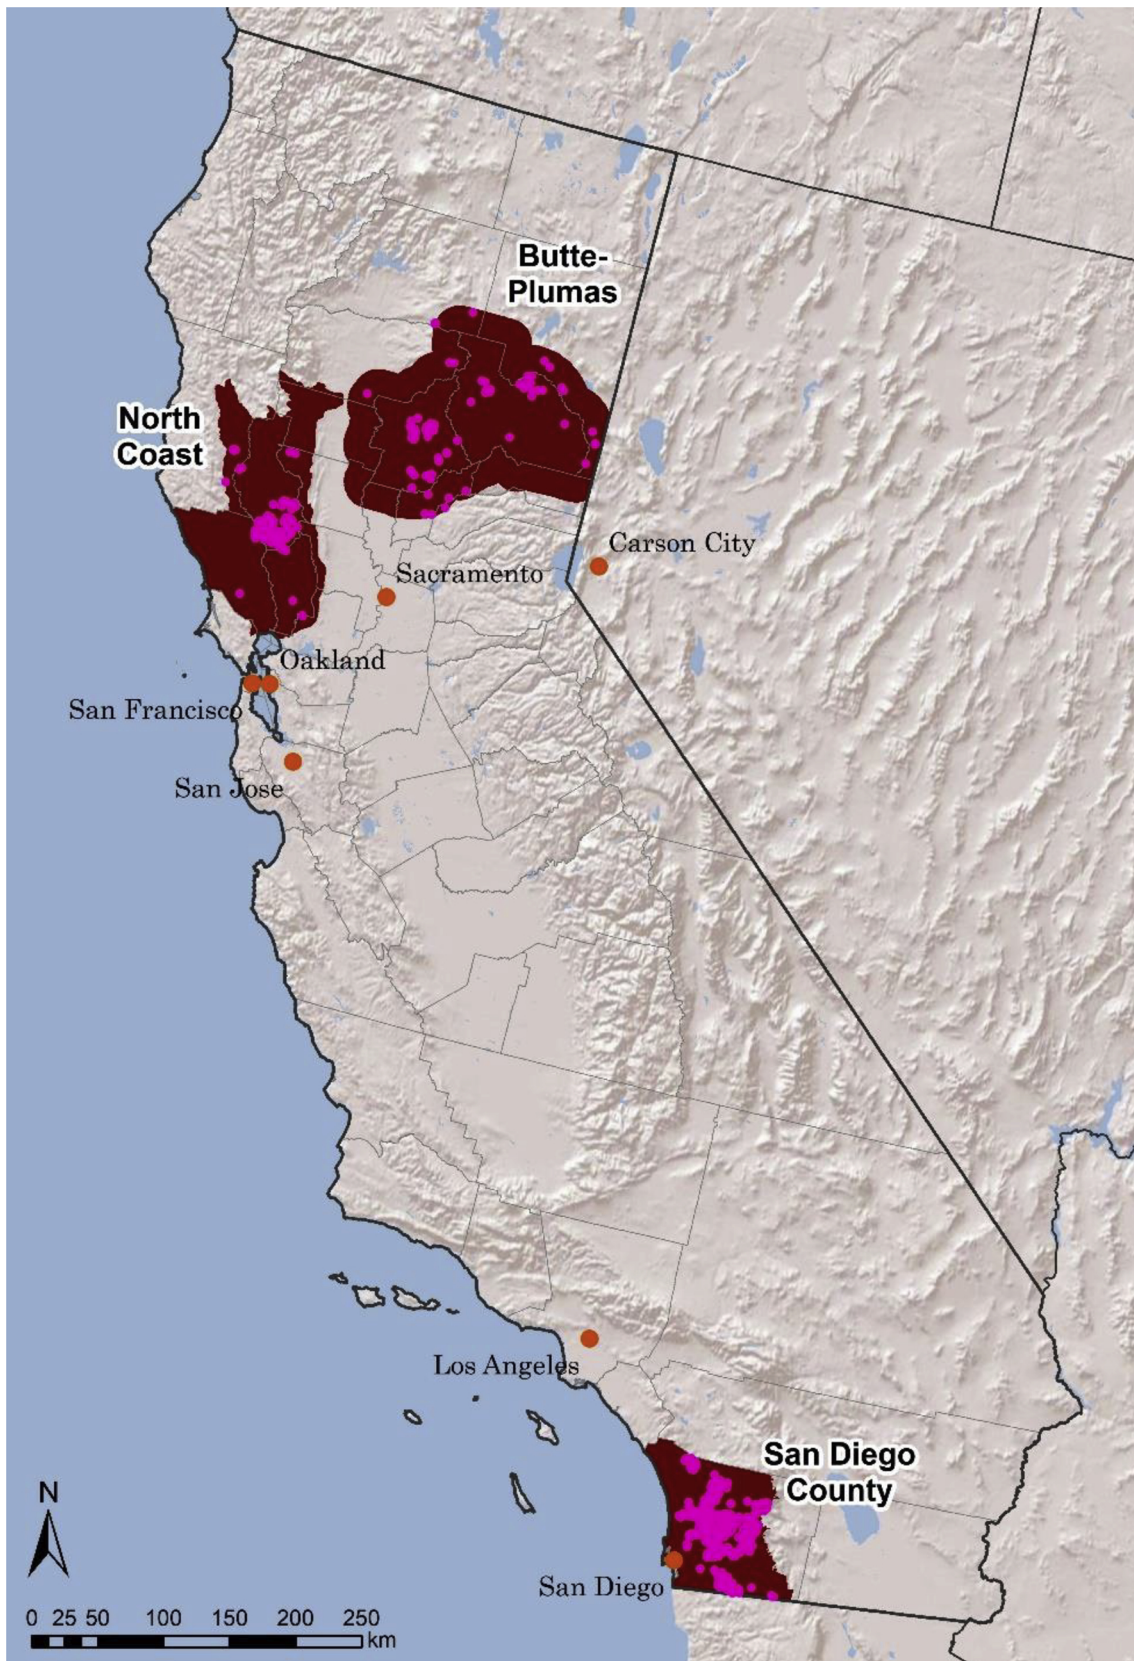 Butte-
Plumas
North
Coast
Carson City
Sacramento
Oakland
San Francisco
San Jose
Los Angeles
San Diego
County
San Diego
N
0 25 50 100 150 200 250
km